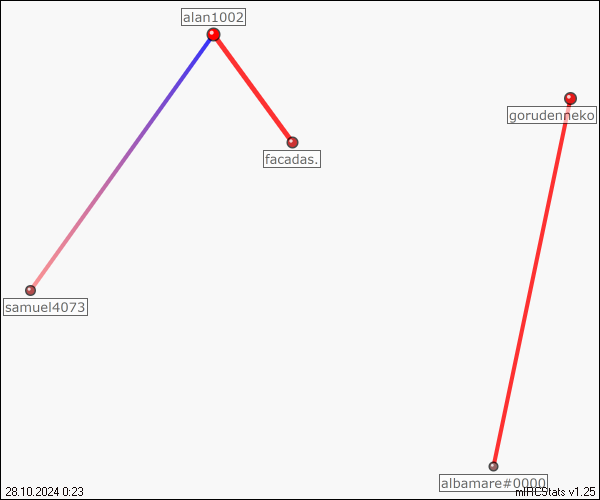 alan1002
gorudenneko
facadas.
samuel4073
albamare#0000
28.10.2024 0:23
mIRCStats v1.25